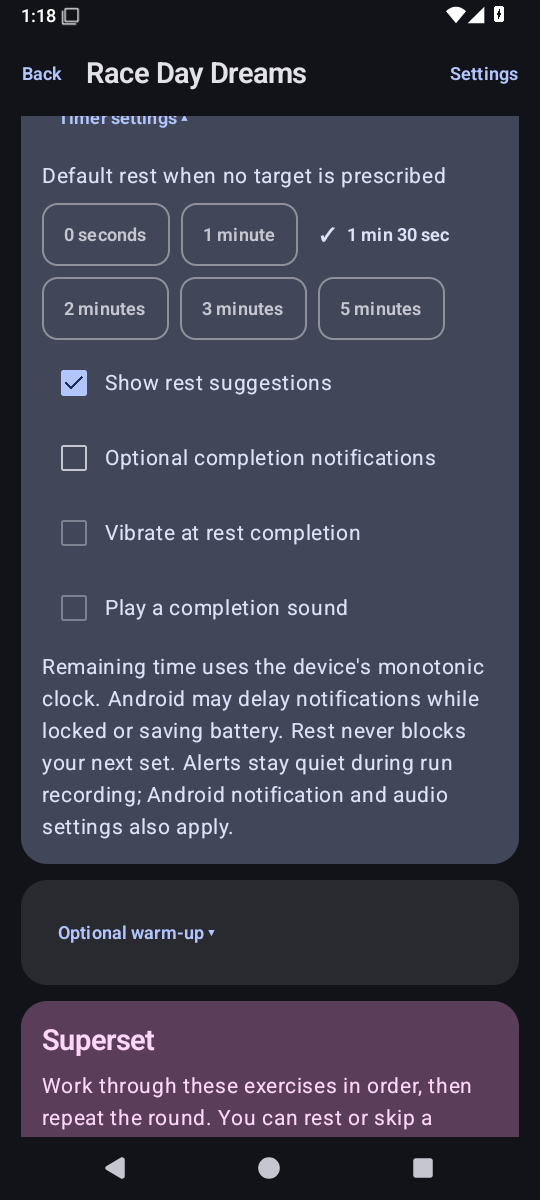 1:18
Back Race Day Dreams Settings
Timer settings ▴
Default rest when no target is prescribed
0 seconds 1 minute ✓ 1 min 30 sec
2 minutes 3 minutes 5 minutes
Show rest suggestions
Optional completion notifications
Vibrate at rest completion
Play a completion sound
Remaining time uses the device's monotonic
clock. Android may delay notifications while
locked or saving battery. Rest never blocks
your next set. Alerts stay quiet during run
recording; Android notification and audio
settings also apply.
Optional warm-up ▾
Superset
Work through these exercises in order, then
repeat the round. You can rest or skip a